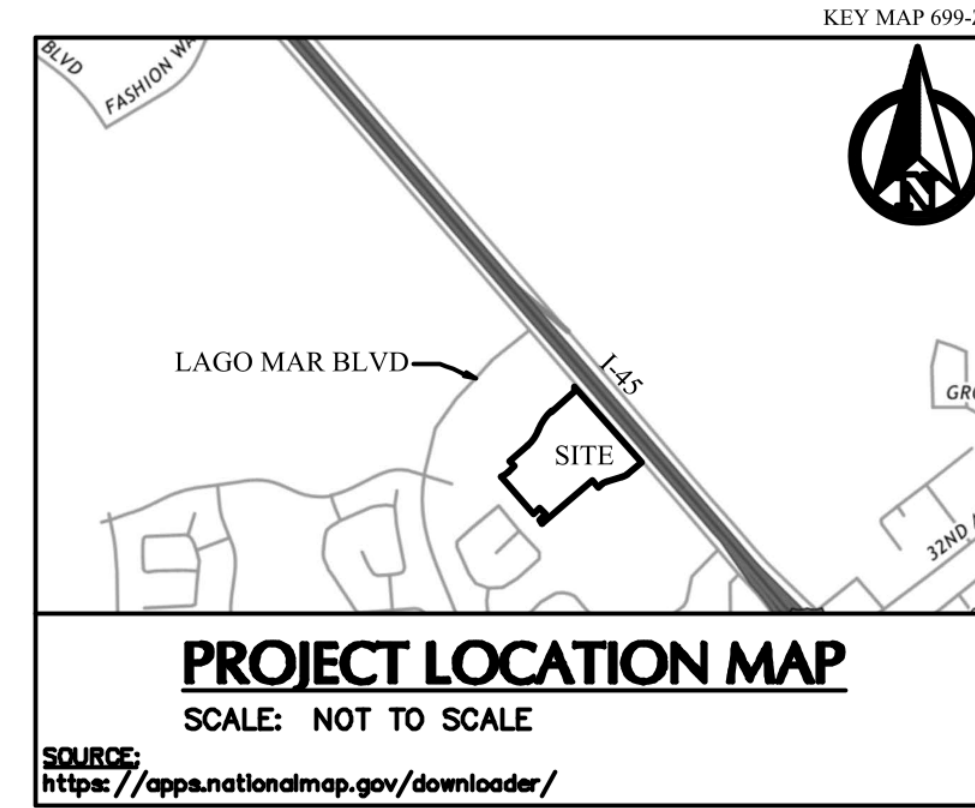 KEY MAP 699-
BLVD
FASHION WA
N
I-45
LAGO MAR BLVD
SITE
GR
32ND
PROJECT LOCATION MAP
SCALE: NOT TO SCALE
SOURCE:
https://apps.nationalmap.gov/downloader/